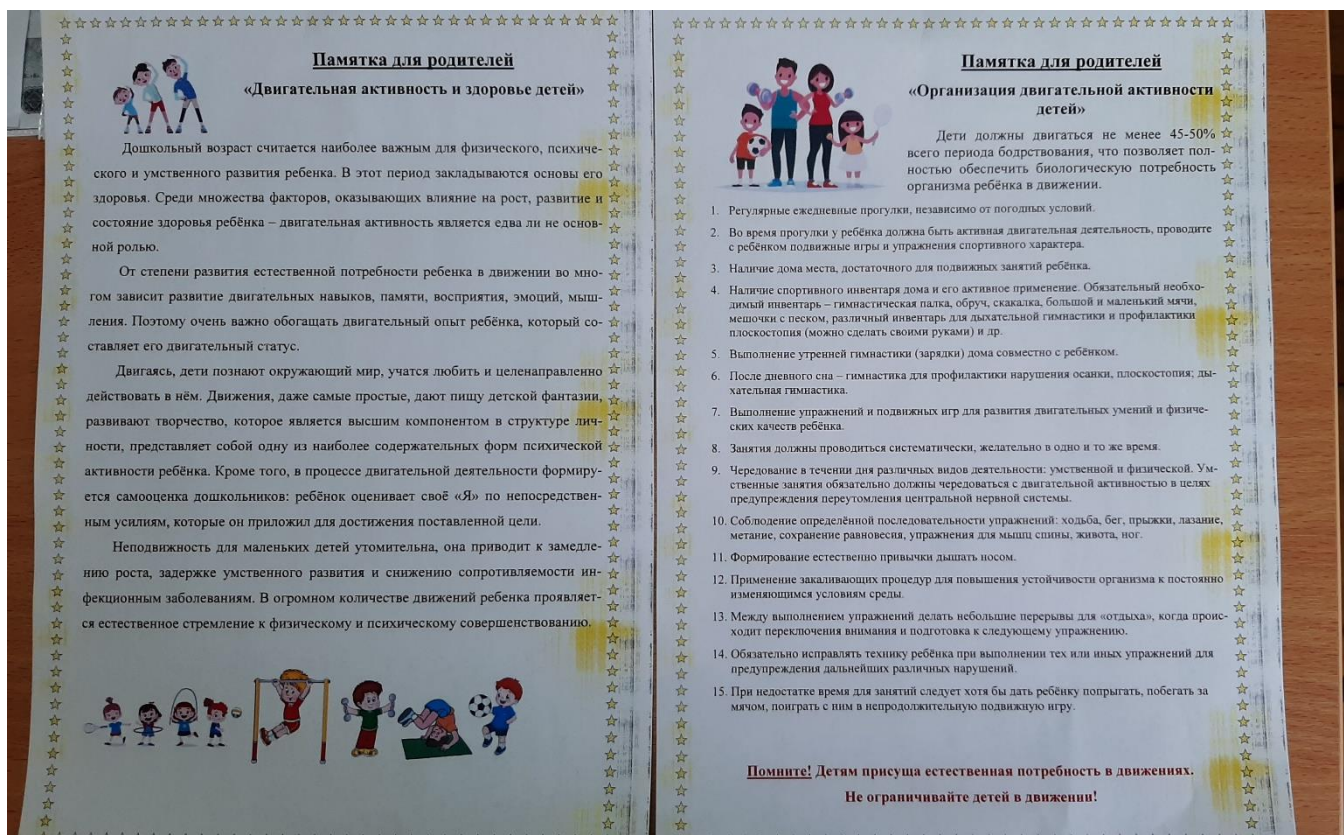 Памятка для родителей
«Двигательная активность и здоровье детей»
Дошкольный возраст считается наиболее важным для физического, психиче-
ского и умственного развития ребенка. В этот период закладываются основы его
здоровья. Среди множества факторов, оказывающих влияние на рост, развитие и
состояние здоровья ребёнка – двигательная активность является едва ли не основ-
ной ролью.
От степени развития естественной потребности ребенка в движении во мно-
гом зависит развитие двигательных навыков, памяти, восприятия, эмоций, мыш-
ления. Поэтому очень важно обогащать двигательный опыт ребёнка, который со-
ставляет его двигательный статус.
Двигаясь, дети познают окружающий мир, учатся любить и целенаправленно
действовать в нём. Движения, даже самые простые, дают пищу детской фантазии,
развивают творчество, которое является высшим компонентом в структуре лич-
ности, представляет собой одну из наиболее содержательных форм психической
активности ребёнка. Кроме того, в процессе двигательной деятельности формиру-
ется самооценка дошкольников: ребёнок оценивает своё «Я» по непосредствен-
ным усилиям, которые он приложил для достижения поставленной цели.
Неподвижность для маленьких детей утомительна, она приводит к замедле-
нию роста, задержке умственного развития и снижению сопротивляемости ин-
фекционным заболеваниям. В огромном количестве движений ребенка проявляет-
ся естественное стремление к физическому и психическому совершенствованию.
Памятка для родителей
«Организация двигательной активности
детей»
Дети должны двигаться не менее 45-50%
всего периода бодрствования, что позволяет пол-
ностью обеспечить биологическую потребность
организма ребёнка в движении.
1. Регулярные ежедневные прогулки, независимо от погодных условий.
2. Во время прогулки у ребёнка должна быть активная двигательная деятельность, проводите
с ребёнком подвижные игры и упражнения спортивного характера.
3. Наличие дома места, достаточного для подвижных занятий ребёнка.
4. Наличие спортивного инвентаря дома и его активное применение. Обязательный необхо-
димый инвентарь – гимнастическая палка, обруч, скакалка, большой и маленький мячи,
мешочки с песком, различный инвентарь для дыхательной гимнастики и профилактики
плоскостопия (можно сделать своими руками) и др.
5. Выполнение утренней гимнастики (зарядки) дома совместно с ребёнком.
6. После дневного сна – гимнастика для профилактики нарушения осанки, плоскостопия; ды-
хательная гимнастика.
7. Выполнение упражнений и подвижных игр для развития двигательных умений и физиче-
ских качеств ребёнка.
8. Занятия должны проводиться систематически, желательно в одно и то же время.
9. Чередование в течении дня различных видов деятельности: умственной и физической. Ум-
ственные занятия обязательно должны чередоваться с двигательной активностью в целях
предупреждения переутомления центральной нервной системы.
10. Соблюдение определённой последовательности упражнений: ходьба, бег, прыжки, лазание,
метание, сохранение равновесия, упражнения для мышц спины, живота, ног.
11. Формирование естественно привычки дышать носом.
12. Применение закаливающих процедур для повышения устойчивости организма к постоянно
изменяющимся условиям среды.
13. Между выполнением упражнений делать небольшие перерывы для «отдыха», когда проис-
ходит переключения внимания и подготовка к следующему упражнению.
14. Обязательно исправлять технику ребёнка при выполнении тех или иных упражнений для
предупреждения дальнейших различных нарушений.
15. При недостатке время для занятий следует хотя бы дать ребёнку попрыгать, побегать за
мячом, поиграть с ним в непродолжительную подвижную игру.
Помните! Детям присуща естественная потребность в движениях.
Не ограничивайте детей в движении!